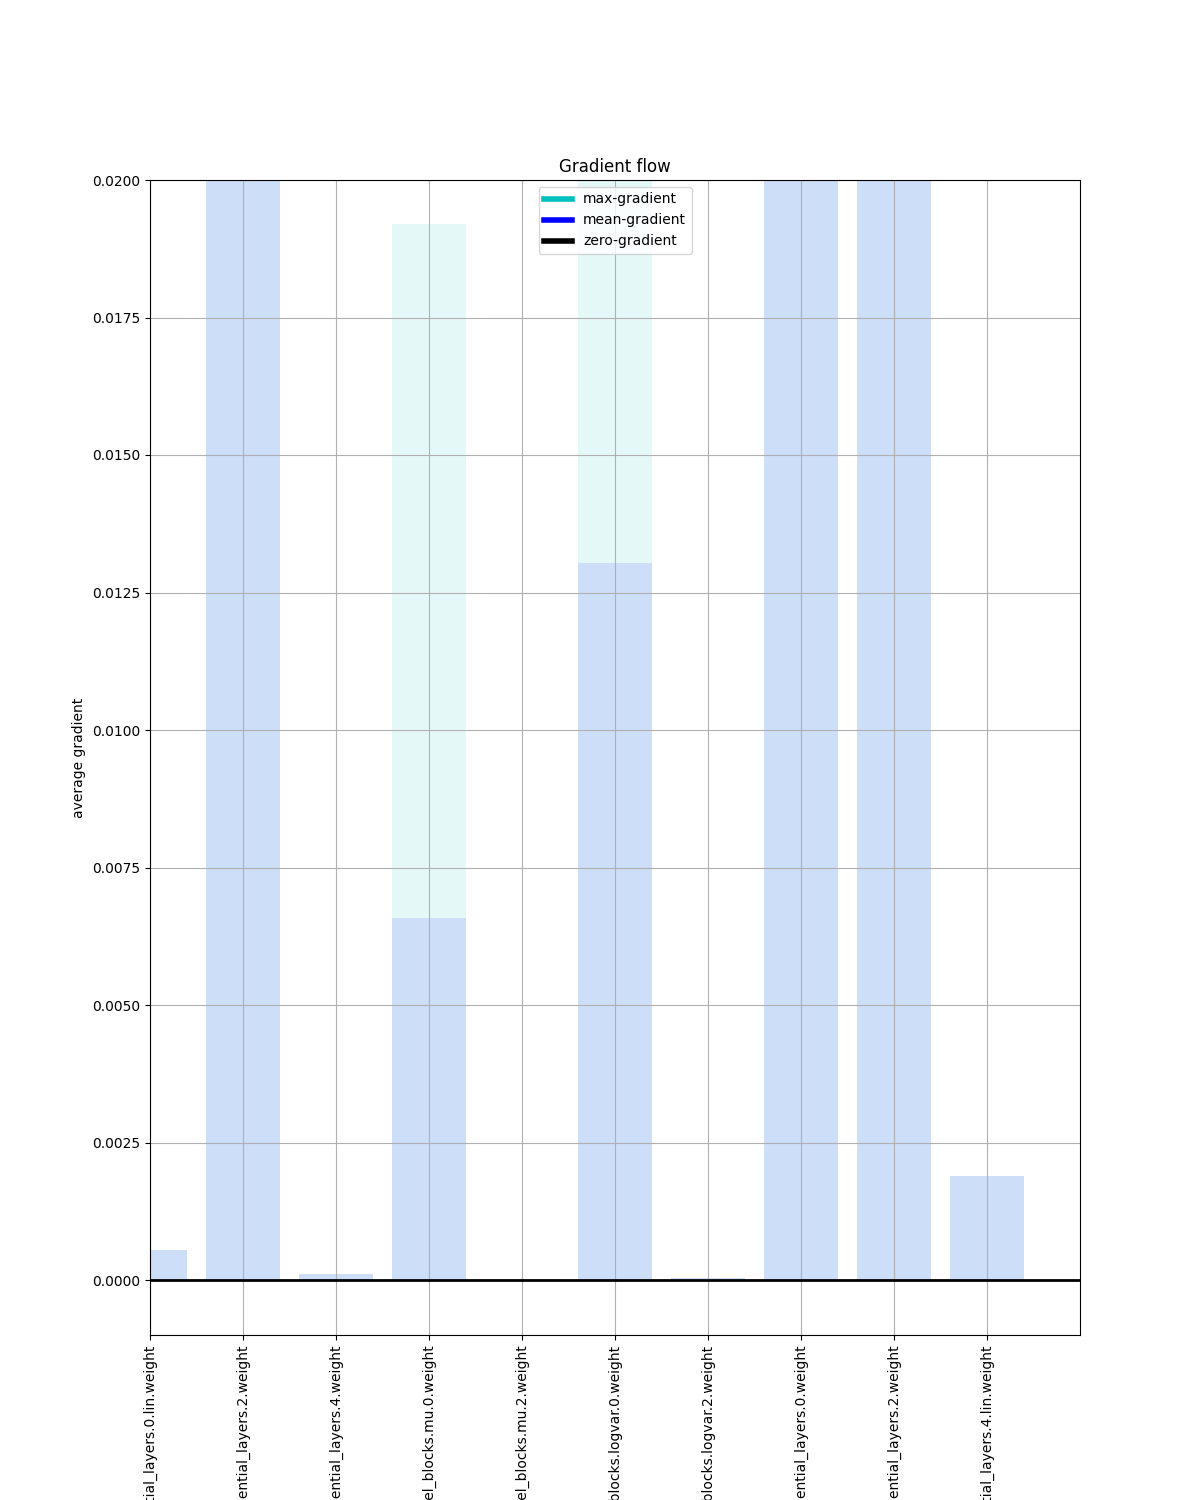 Gradient flow
max-gradient
mean-gradient
zero-gradient
0.0200
0.0175
0.0150
0.0125
0.0100
0.0075
0.0050
0.0025
0.0000
average gradient
tial_layers.0.lin.weight
ential_layers.2.weight
ential_layers.4.weight
el_blocks.mu.0.weight
el_blocks.mu.2.weight
blocks.logvar.0.weight
blocks.logvar.2.weight
ential_layers.0.weight
ential_layers.2.weight
tial_layers.4.lin.weight